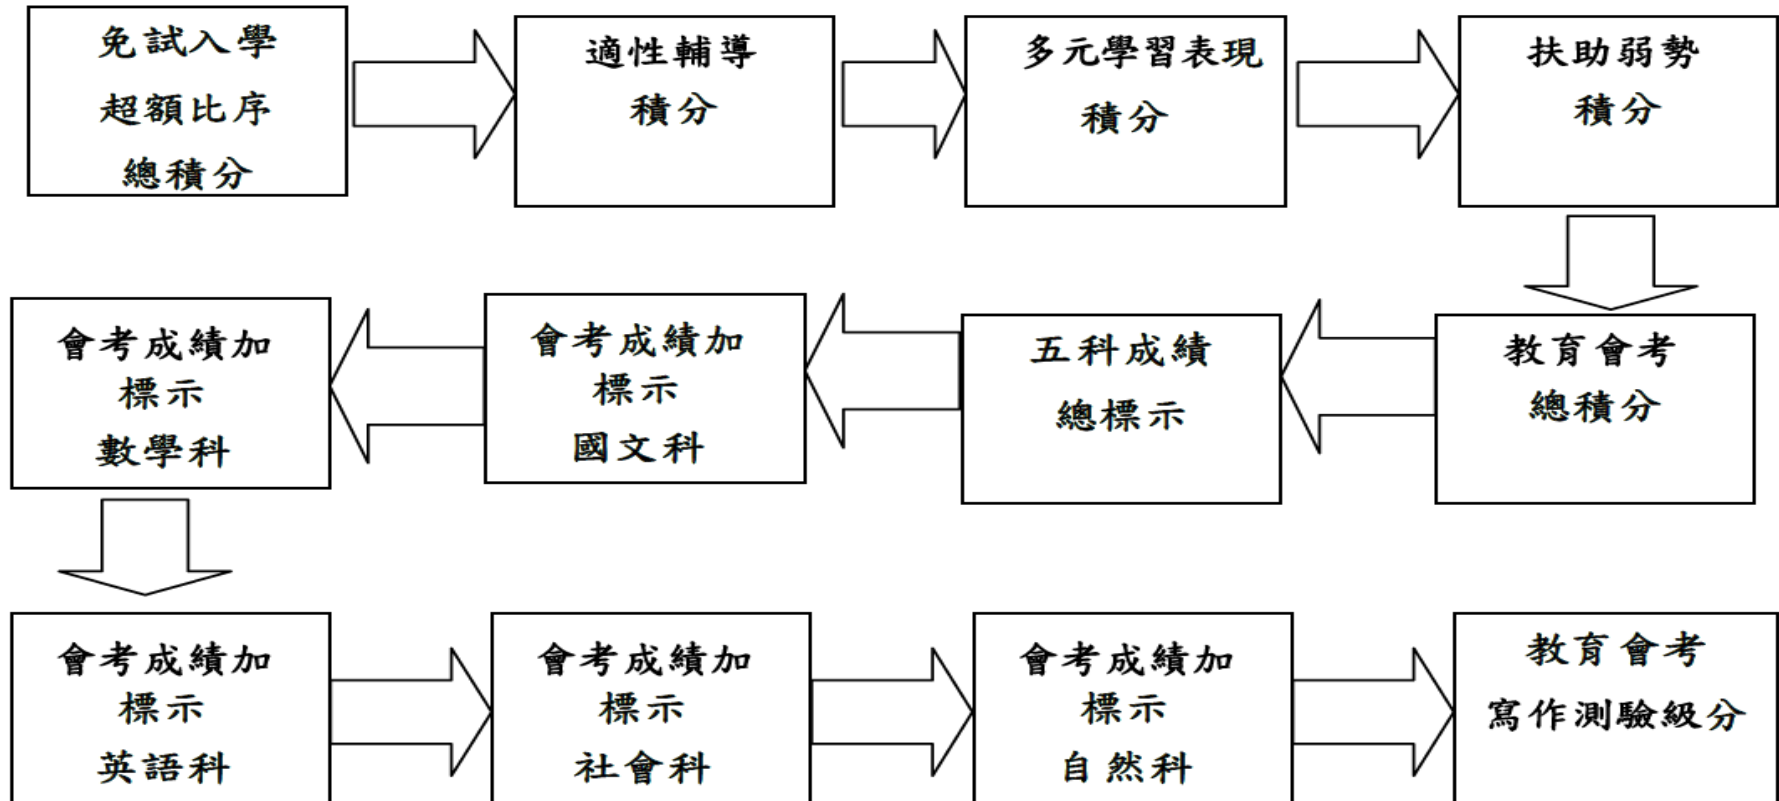 免試入學
超額比序
總積分
適性輔導
積分
多元學習表現
積分
扶助弱勢
積分
教育會考
總積分
五科成績
總標示
會考成績加
標示
國文科
會考成績加
標示
數學科
會考成績加
標示
英語科
會考成績加
標示
社會科
會考成績加
標示
自然科
教育會考
寫作測驗級分